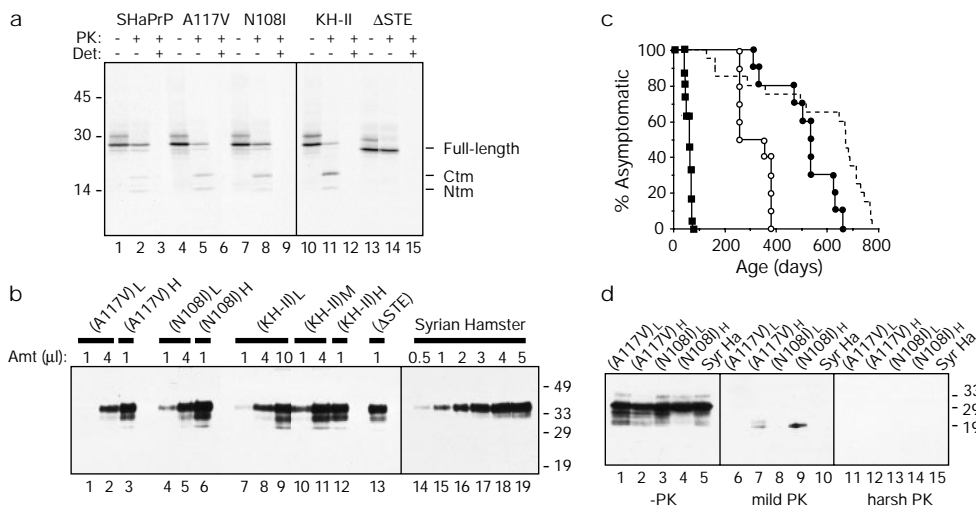 a
SHaPrP A117V N108I KH-II ΔSTE
PK: - + + - + + - + + - + + - + +
Det: - - + - - + - - + - - + - - +
45 -
30 -
14 -
Full-length
Ctm
Ntm
1 2 3 4 5 6 7 8 9 10 11 12 13 14 15
c
% Asymptomatic
100
80
60
40
20
0
0 200 400 600 800
Age (days)
b
(A117V)L (A117V)H (N108I)L (N108I)H (KH-II)L (KH-II)M (KH-II)H (ΔSTE) Syrian Hamster
Amt (μl): 1 4 1 1 4 1 1 4 10 1 4 1 1 0.5 1 2 3 4 5
- 49
- 33
- 29
- 19
1 2 3 4 5 6 7 8 9 10 11 12 13 14 15 16 17 18 19
d
(A117V)L (A117V)H (N108I)L (N108I)H Syr Ha (A117V)L (A117V)H (N108I)L (N108I)H Syr Ha (A117V)L (A117V)H (N108I)L (N108I)H Syr Ha
33
29
19
1 2 3 4 5 6 7 8 9 10 11 12 13 14 15
-PK mild PK harsh PK